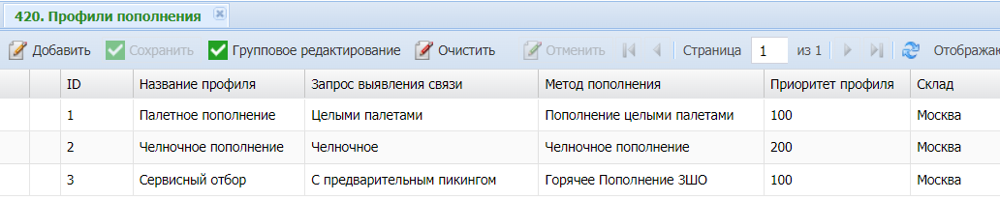 420. Профили пополнения
Добавить Сохранить Групповое редактирование Очистить Отменить Страница 1 из 1 Отображаю
ID Название профиля Запрос выявления связи Метод пополнения Приоритет профиля Склад
1 Палетное пополнение Целыми палетами Пополнение целыми палетами 100 Москва
2 Челночное пополнение Челночное Челночное пополнение 200 Москва
3 Сервисный отбор С предварительным пикингом Горячее Пополнение ЗШО 100 Москва